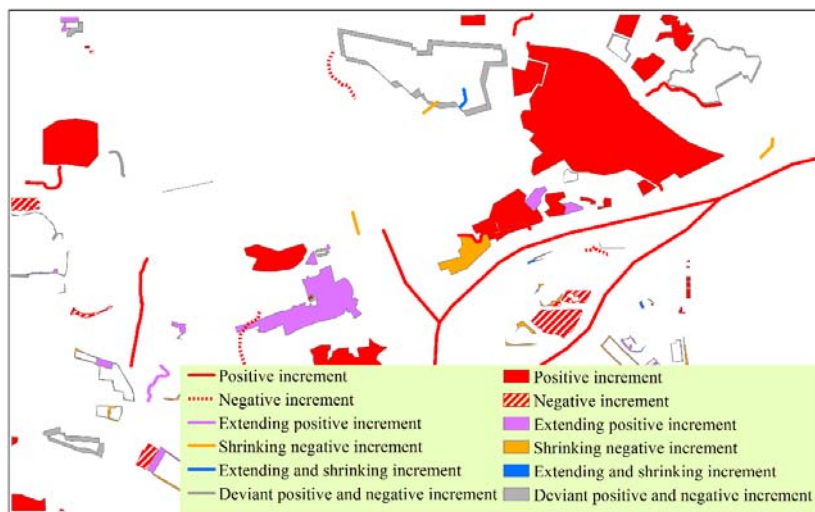 Positive increment
Negative increment
Extending positive increment
Shrinking negative increment
Extending and shrinking increment
Deviant positive and negative increment
Positive increment
Negative increment
Extending positive increment
Shrinking negative increment
Extending and shrinking increment
Deviant positive and negative increment